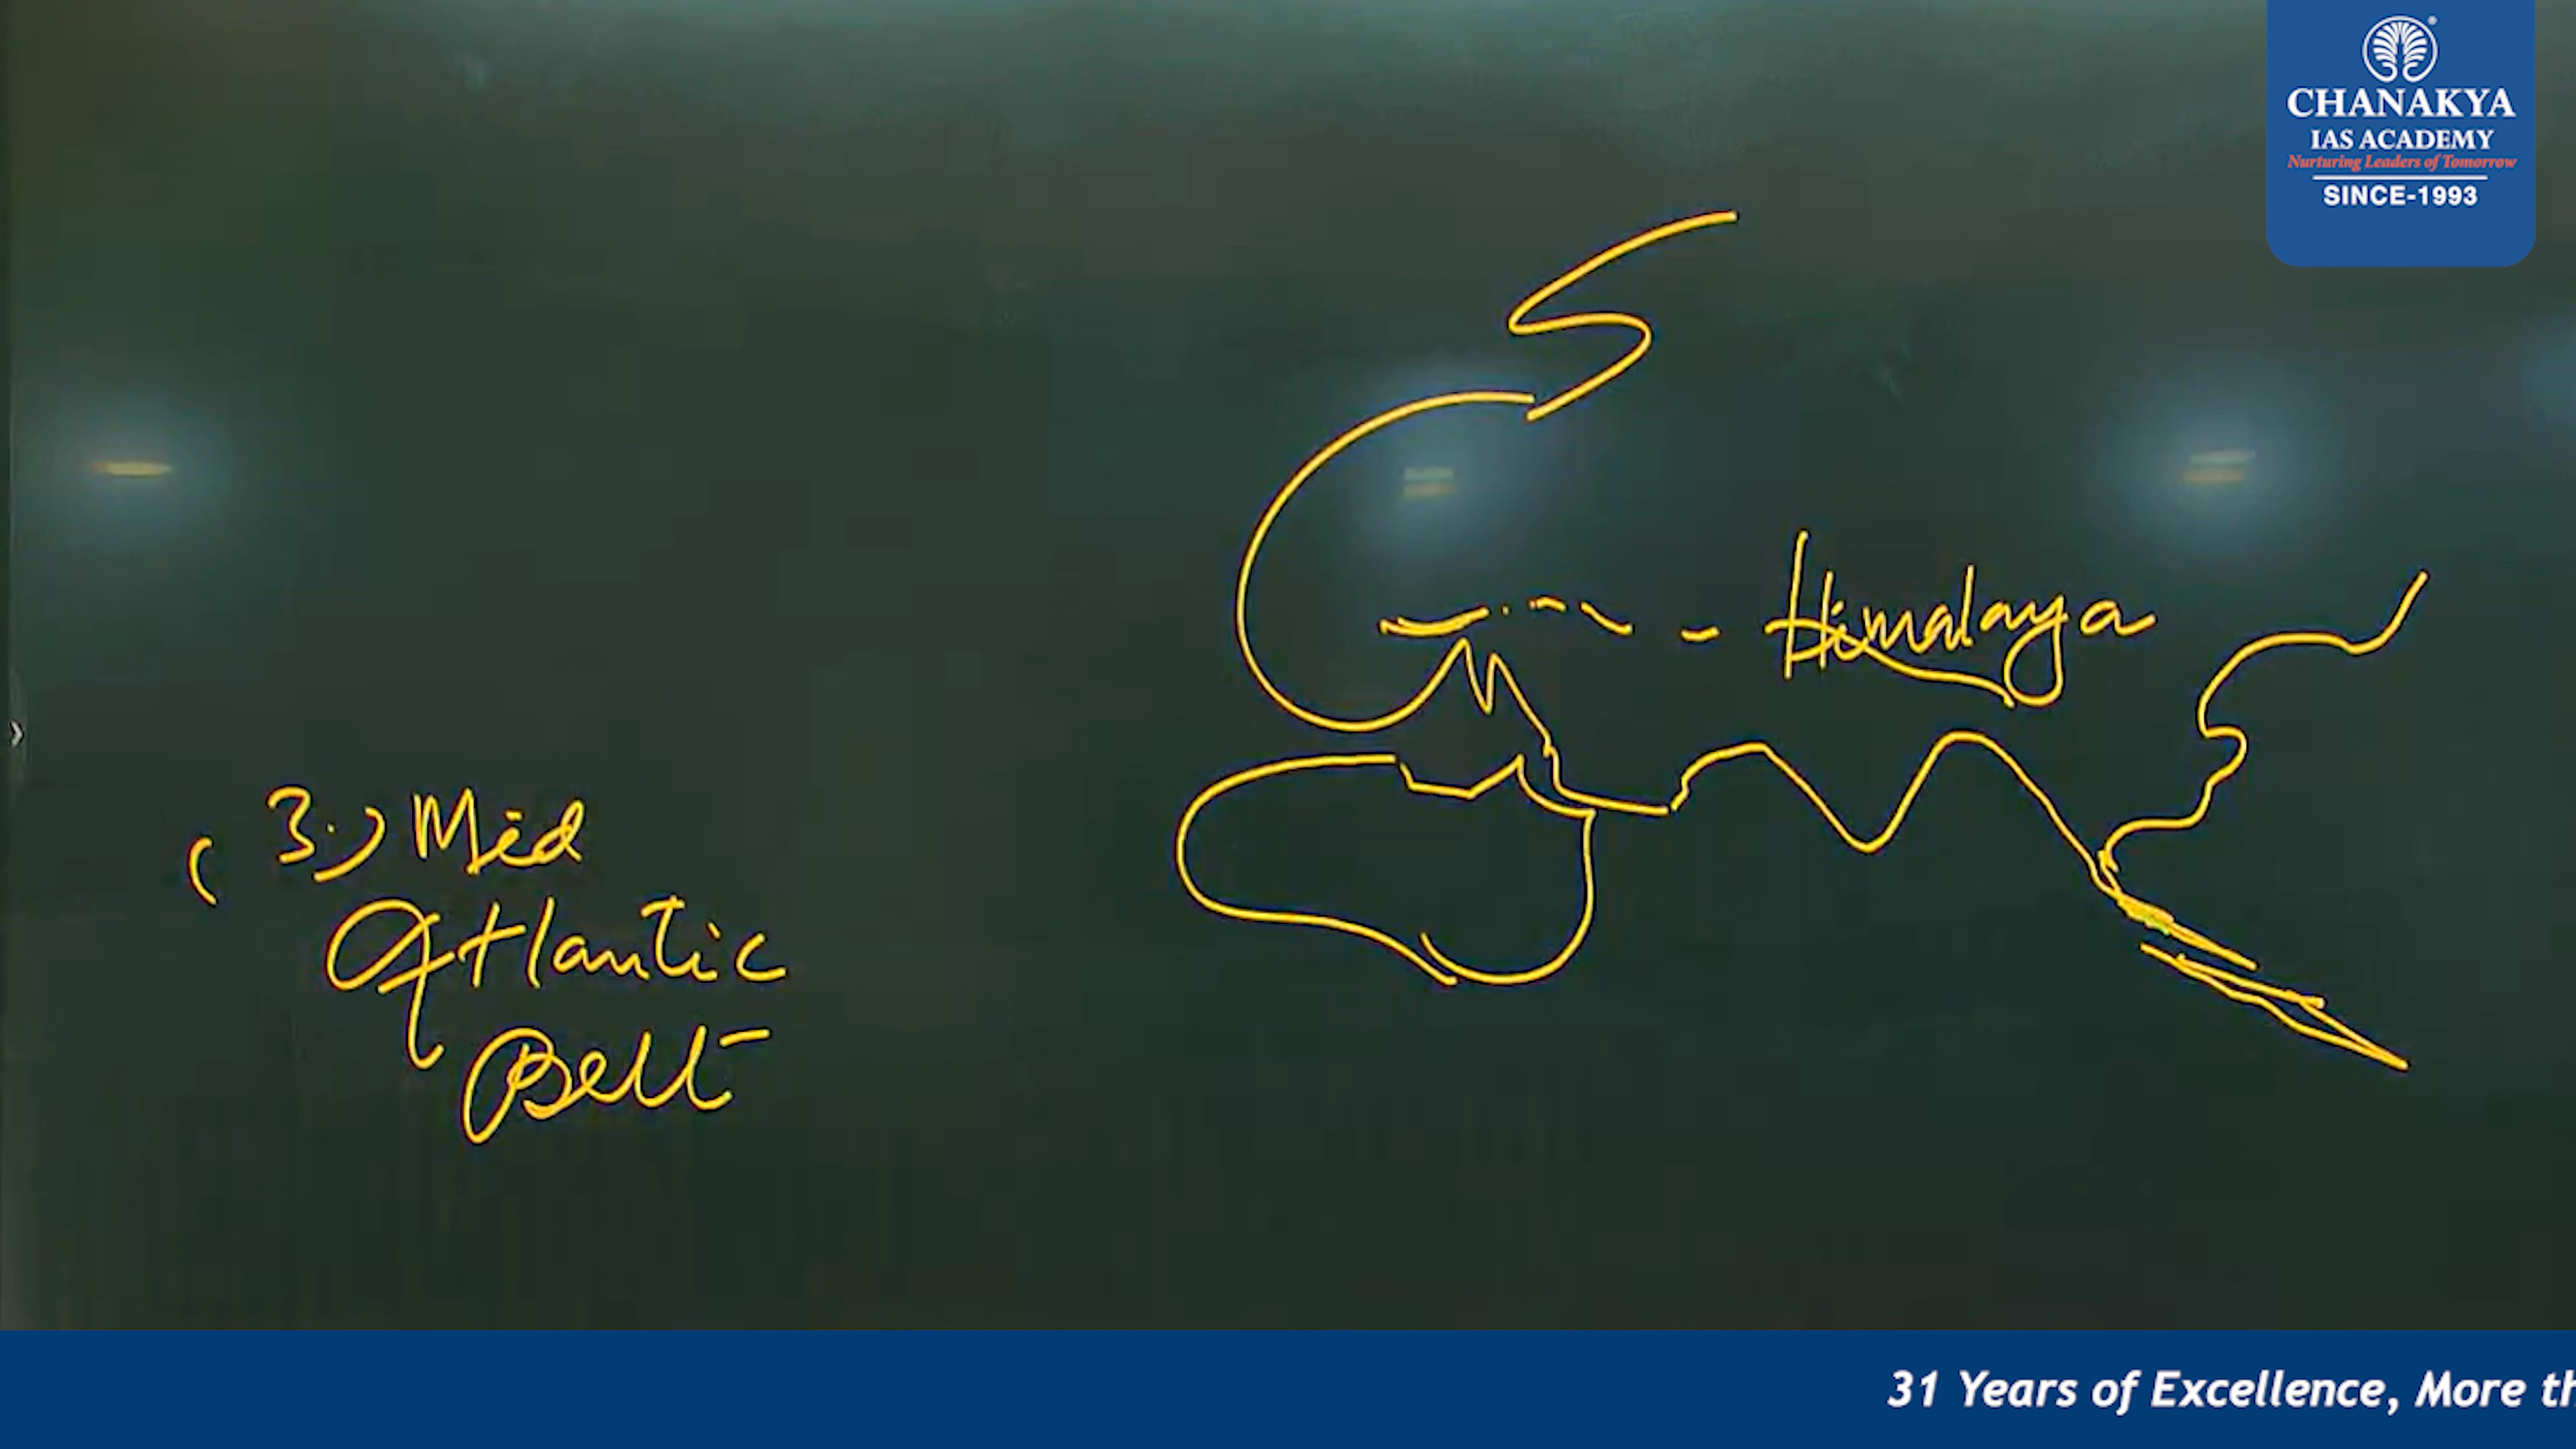 CHANAKYA
IAS ACADEMY
Nurturing Leaders of Tomorrow
SINCE-1993
Himalaya
(3.) Mid
Atlantic
Belt
31 Years of Excellence, More th